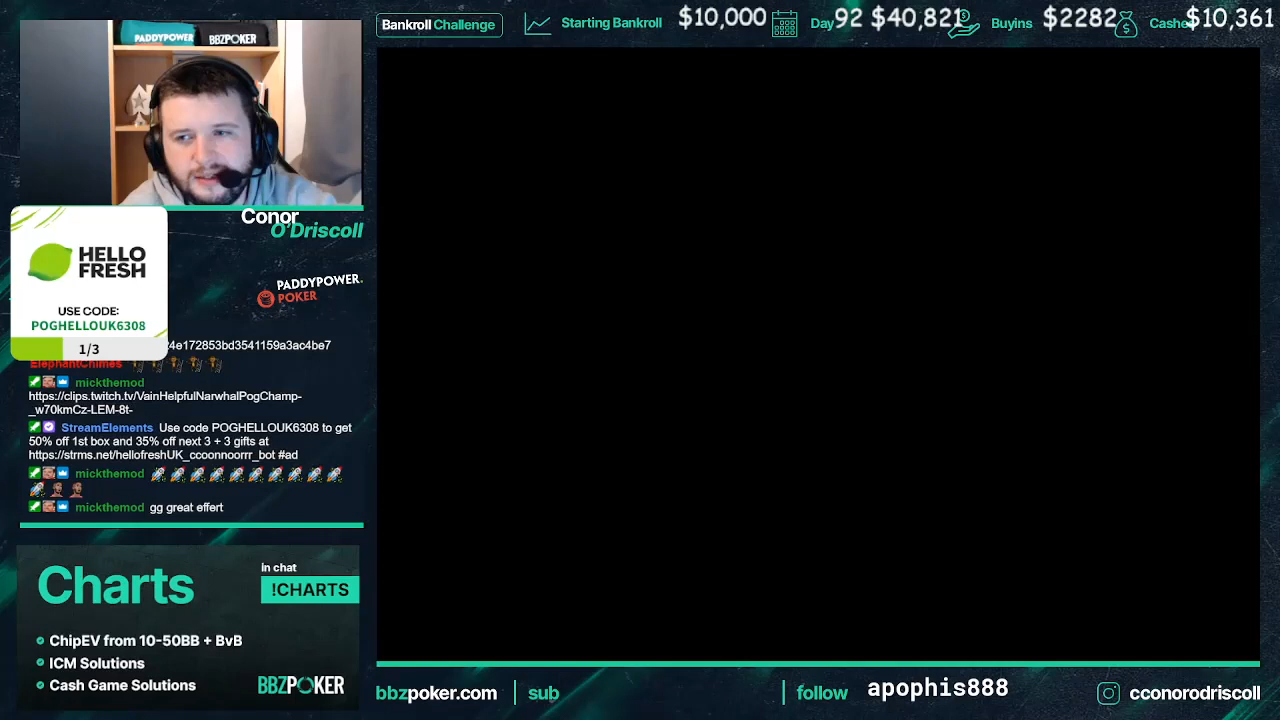 Bankroll Challenge
Starting Bankroll $10,000
Day 92 $40,821
Buyins $2282
Cashe $10,361
PADDYPOWER
BBZPOKER
Conor
O'Driscoll
HELLO
FRESH
USE CODE:
POGHELLOUK6308
1/3
PADDYPOWER.
POKER
4e172853bd3541159a3ac4be7
ElephantChimes
mickthemod
https://clips.twitch.tv/VainHelpfulNarwhalPogChamp-
_w70kmCz-LEM-8t-
StreamElements Use code POGHELLOUK6308 to get
50% off 1st box and 35% off next 3 + 3 gifts at
https://strms.net/hellofreshUK_ccoonnoorrr_bot #ad
mickthemod
mickthemod gg great effert
Charts
in chat
!CHARTS
ChipEV from 10-50BB + BvB
ICM Solutions
Cash Game Solutions
BBZPOKER
bbzpoker.com
sub
follow apophis888
cconorodriscoll